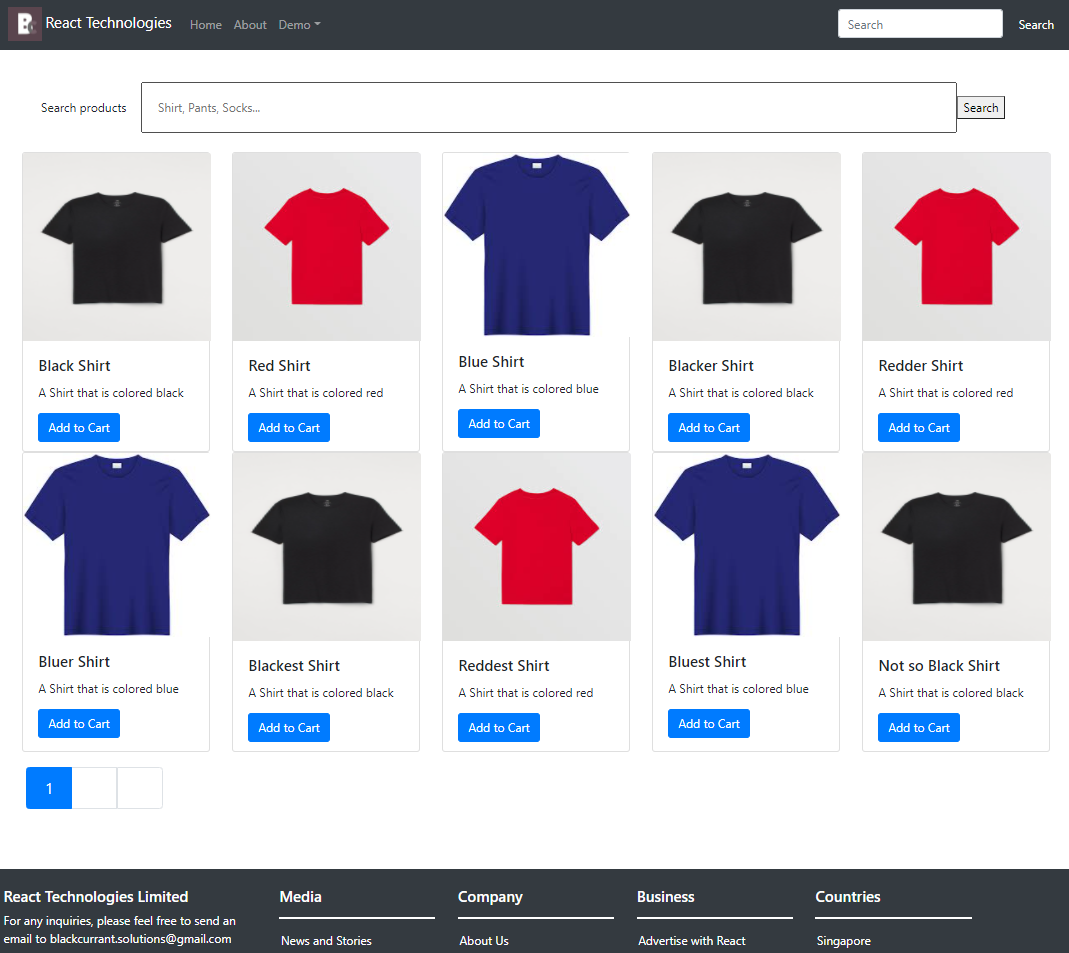 React Technologies Home About Demo Search Search
Search products Shirt, Pants, Socks... Search
Black Shirt Red Shirt Blue Shirt Blacker Shirt Redder Shirt
A Shirt that is colored black A Shirt that is colored red A Shirt that is colored blue A Shirt that is colored black A Shirt that is colored red
Add to Cart Add to Cart Add to Cart Add to Cart Add to Cart
Bluer Shirt Blackest Shirt Reddest Shirt Bluest Shirt Not so Black Shirt
A Shirt that is colored blue A Shirt that is colored black A Shirt that is colored red A Shirt that is colored blue A Shirt that is colored black
Add to Cart Add to Cart Add to Cart Add to Cart Add to Cart
1
React Technologies Limited Media Company Business Countries
For any inquiries, please feel free to send an
email to blackcurrant.solutions@gmail.com News and Stories About Us Advertise with React Singapore